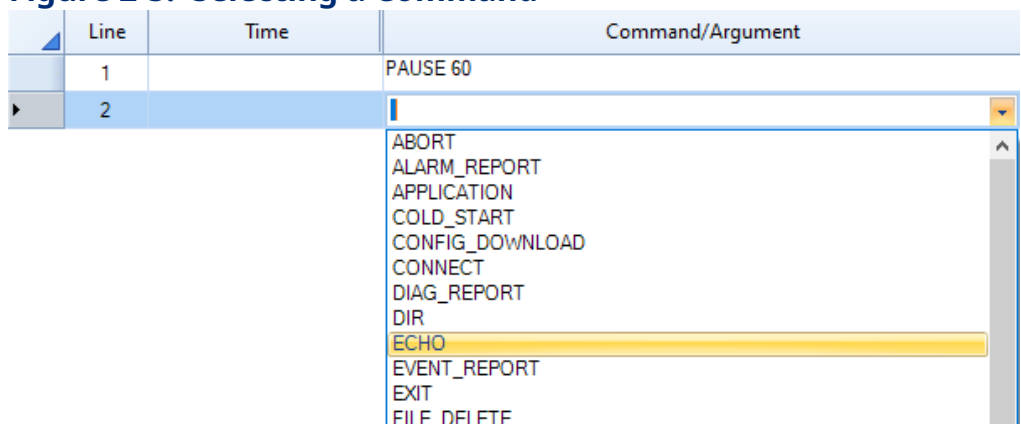 Line Time Command/Argument
1 PAUSE 60
2
ABORT
ALARM_REPORT
APPLICATION
COLD_START
CONFIG_DOWNLOAD
CONNECT
DIAG_REPORT
DIR
ECHO
EVENT_REPORT
EXIT
FILE_DELETE